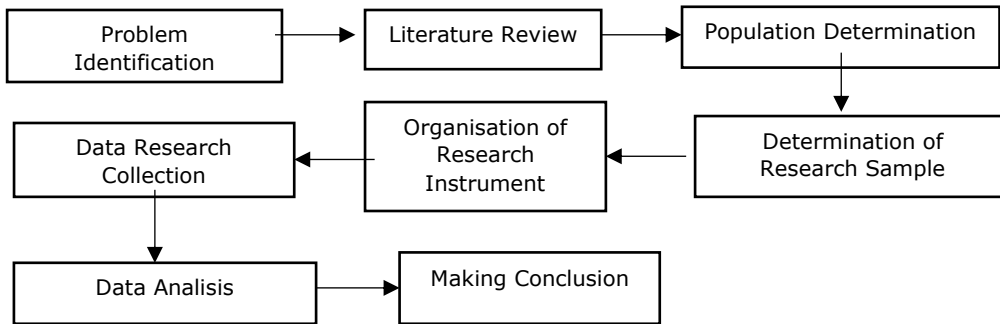 Problem
Identification
Literature Review
Population Determination
Determination of
Research Sample
Organisation of
Research
Instrument
Data Research
Collection
Data Analisis
Making Conclusion